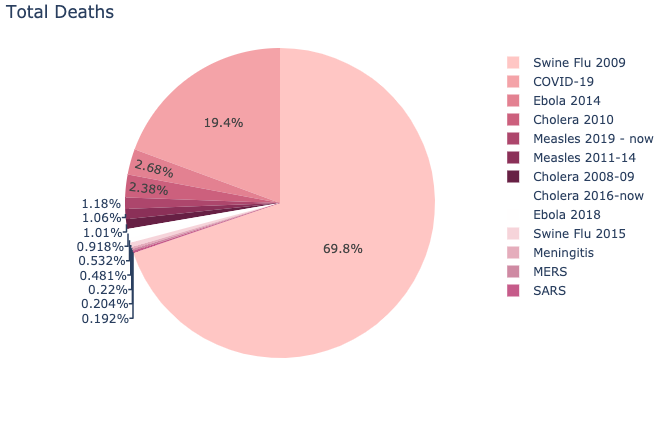 Total Deaths
69.8%
19.4%
2.68%
2.38%
1.18%
1.06%
1.01%
0.918%
0.532%
0.481%
0.22%
0.204%
0.192%
Swine Flu 2009
COVID-19
Ebola 2014
Cholera 2010
Measles 2019 - now
Measles 2011-14
Cholera 2008-09
Cholera 2016-now
Ebola 2018
Swine Flu 2015
Meningitis
MERS
SARS